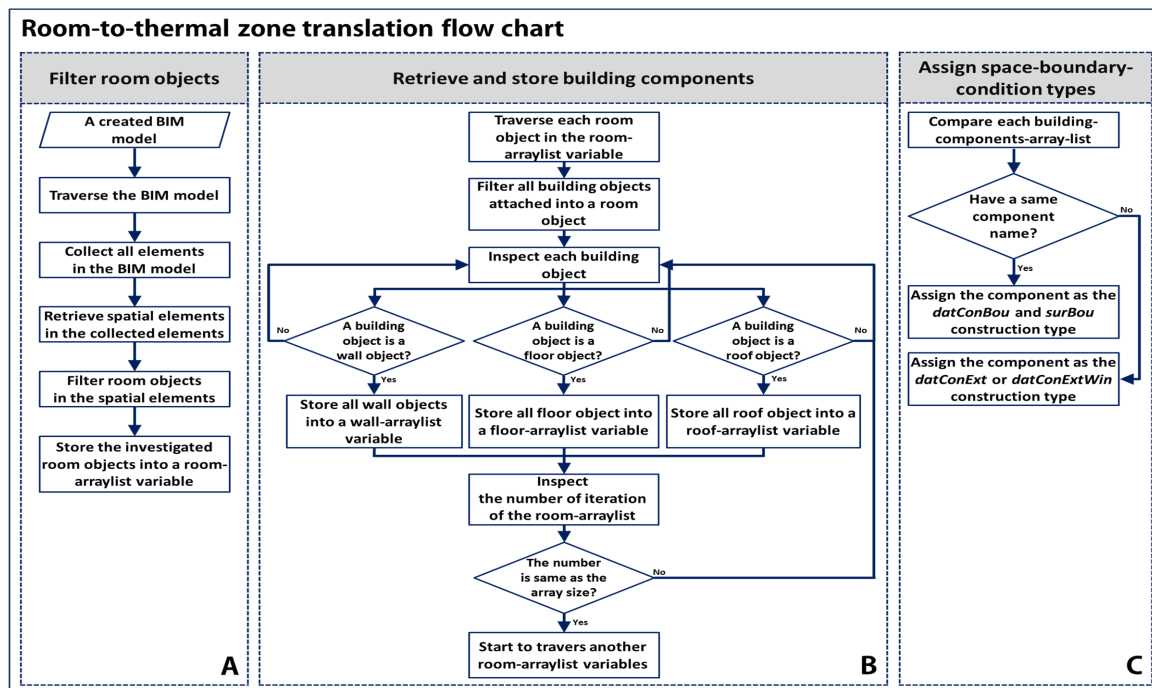 Room-to-thermal zone translation flow chart
Filter room objects
A created BIM
model
Traverse the BIM model
Collect all elements
in the BIM model
Retrieve spatial elements
in the collected elements
Filter room objects
in the spatial elements
Store the investigated
room objects into a room-
arraylist variable
A
Retrieve and store building components
Traverse each room
object in the room-
arraylist variable
Filter all building objects
attached into a room
object
Inspect each building
object
A building
object is a
wall object?
No
Yes
A building
object is a
floor object?
No
Yes
A building
object is a
roof object?
No
Yes
Store all wall objects
into a wall-arraylist
variable
Store all floor object into
a floor-arraylist variable
Store all roof object into a
roof-arraylist variable
Inspect
the number of iteration
of the room-arraylist
The number
is same as the
array size?
No
Yes
Start to travers another
room-arraylist variables
B
Assign space-boundary-
condition types
Compare each building-
components-array-list
Have a same
component
name?
No
Yes
Assign the component as the
datConBou and surBou
construction type
Assign the component as the
datConExt or datConExtWin
construction type
C